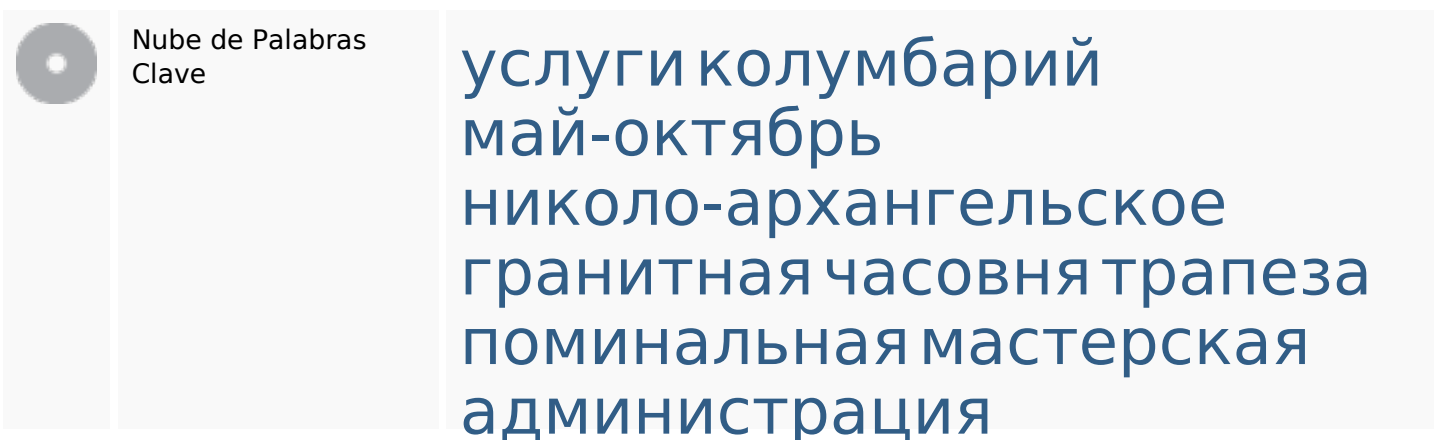 Nube de Palabras
Clave
услуги колумбарий
май-октябрь
николо-архангельское
гранитная часовня трапеза
поминальная мастерская
администрация